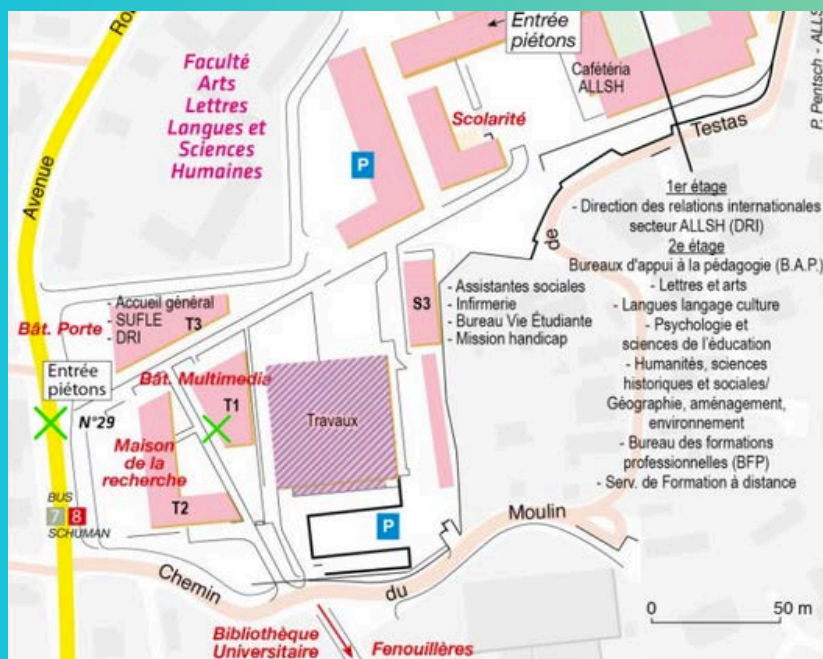 Avenue
Ro
Faculté
Arts
Lettres
Langues et
Sciences
Humaines
P
Entrée
piétons
Cafétéria
ALLSH
Scolarité
P. Pentsch - ALLS
Testas
de
1er étage
- Direction des relations internationales
secteur ALLSH (DRI)
2e étage
Bureaux d'appui à la pédagogie (B.A.P.)
- Lettres et arts
- Langues langage culture
- Psychologie et
sciences de l'éducation
- Humanités, sciences
historiques et sociales/
Géographie, aménagement,
environnement
- Bureau des formations
professionnelles (BFP)
- Serv. de Formation à distance
S3
- Assistantes sociales
- Infirmerie
- Bureau Vie Étudiante
- Mission handicap
Bât. Porte
- Accueil général
- SUFLE
- DRI
T3
Entrée
piétons
N°29
Bât. Multimedia
T1
Travaux
Maison
de la
recherche
T2
BUS
7 8
SCHUMAN
P
Chemin
du
Moulin
Bibliothèque
Universitaire
Fenouillères
0 50 m